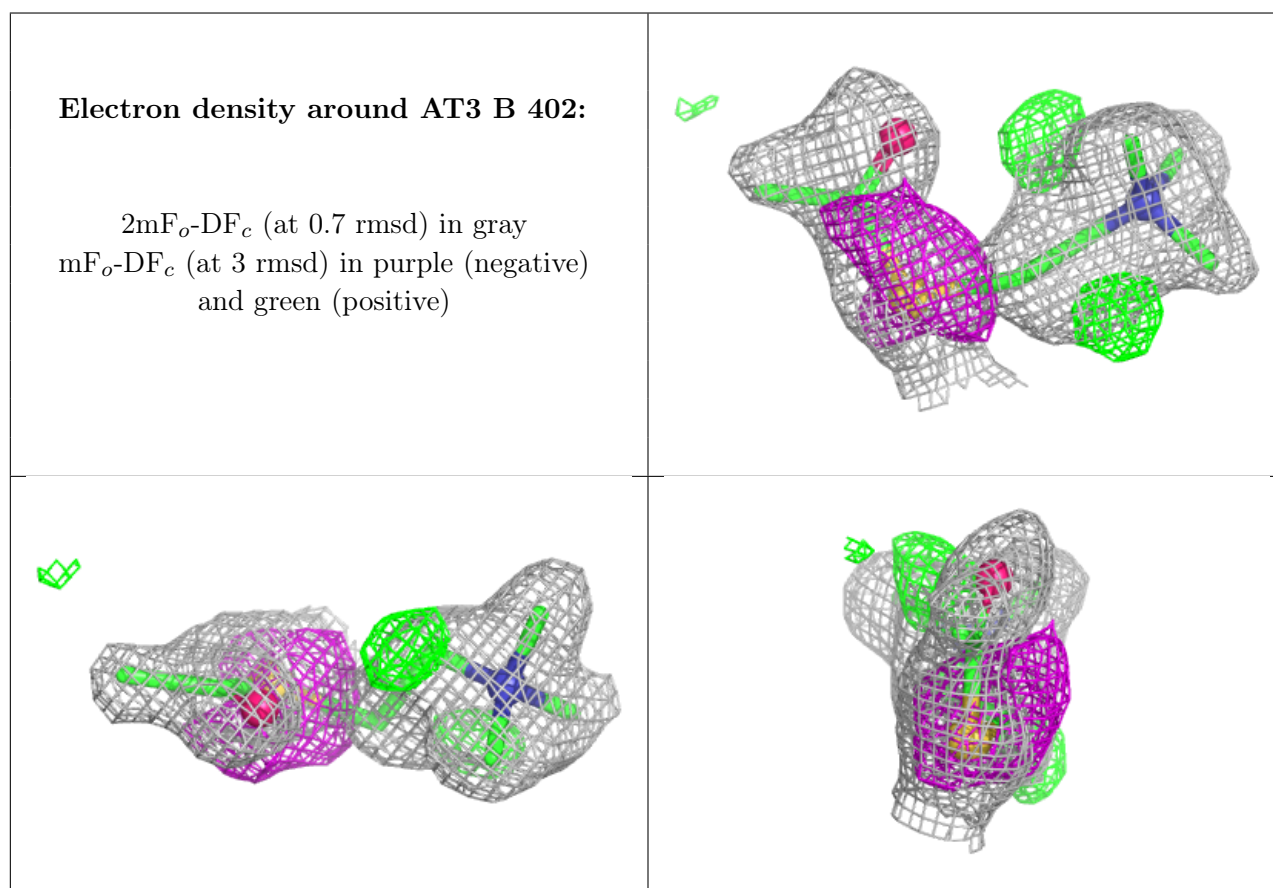 Electron density around AT3 B 402:
2mFₒ-DF𝒸 (at 0.7 rmsd) in gray
mFₒ-DF𝒸 (at 3 rmsd) in purple (negative)
and green (positive)